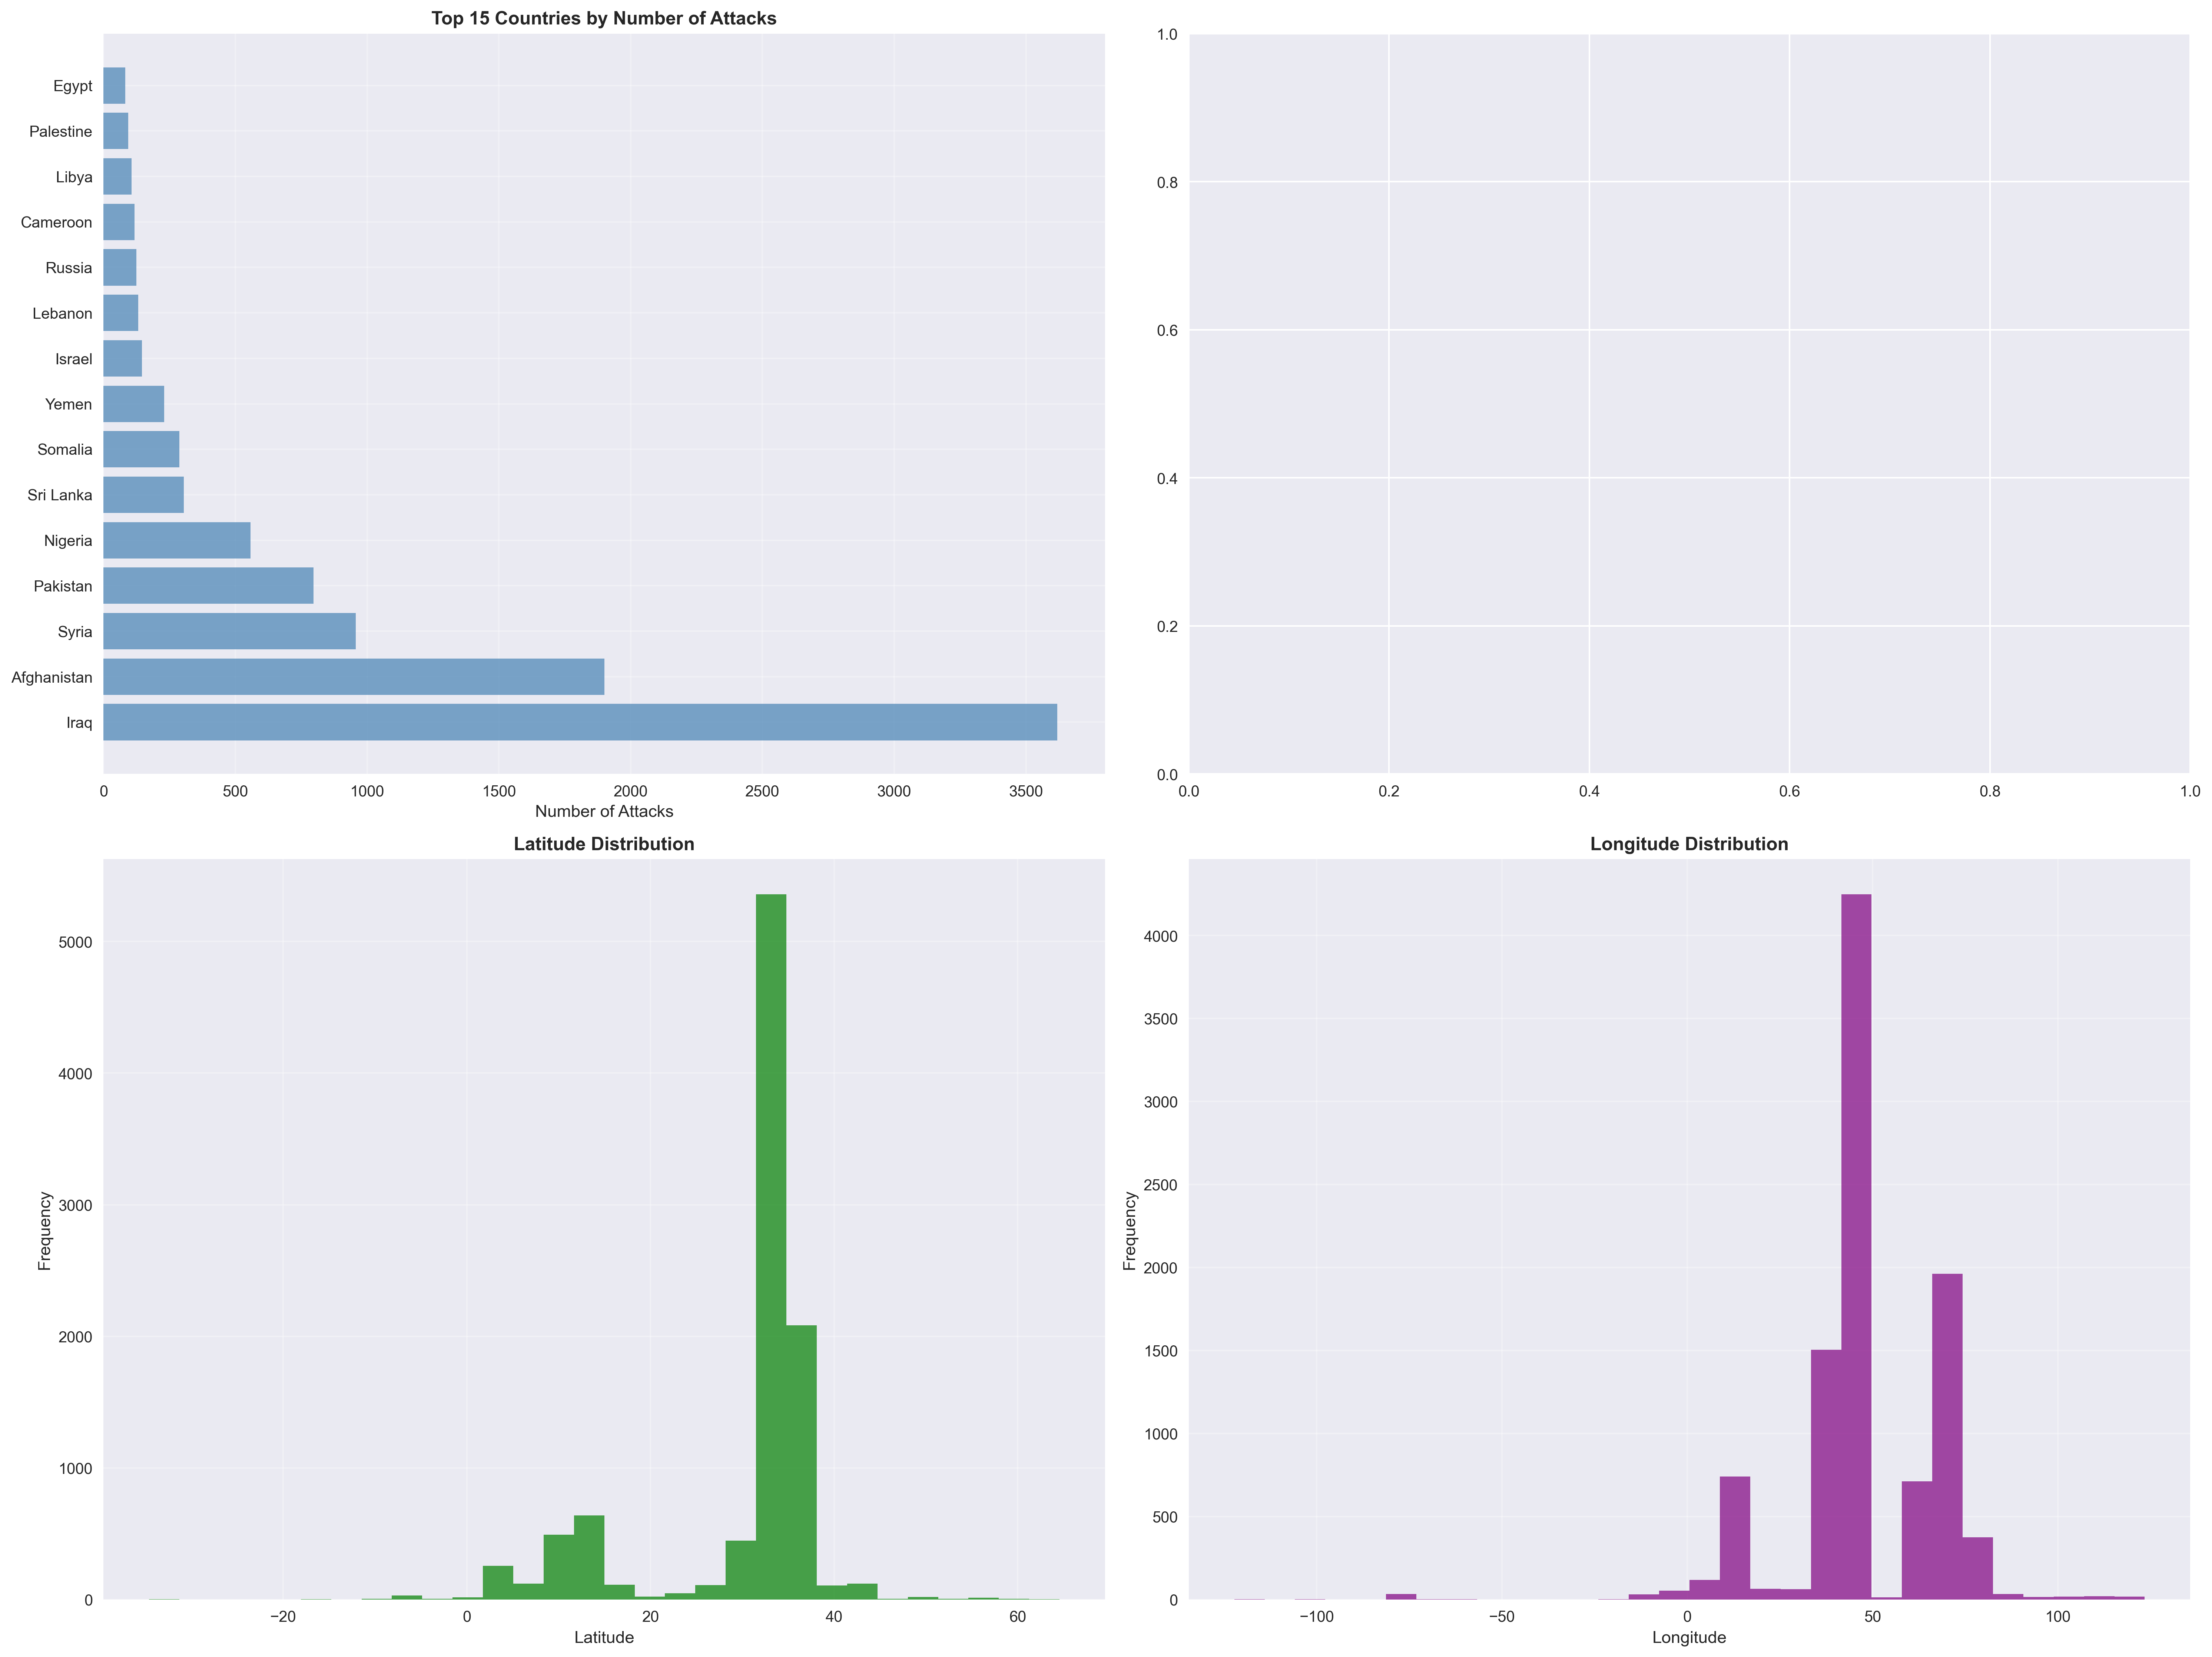 Top 15 Countries by Number of Attacks
Egypt
Palestine
Libya
Cameroon
Russia
Lebanon
Israel
Yemen
Somalia
Sri Lanka
Nigeria
Pakistan
Syria
Afghanistan
Iraq
0 500 1000 1500 2000 2500 3000 3500
Number of Attacks
1.0
0.8
0.6
0.4
0.2
0.0
0.0 0.2 0.4 0.6 0.8 1.0
Latitude Distribution
Frequency
5000
4000
3000
2000
1000
0
−20 0 20 40 60
Latitude
Longitude Distribution
Frequency
4000
3500
3000
2500
2000
1500
1000
500
0
−100 −50 0 50 100
Longitude